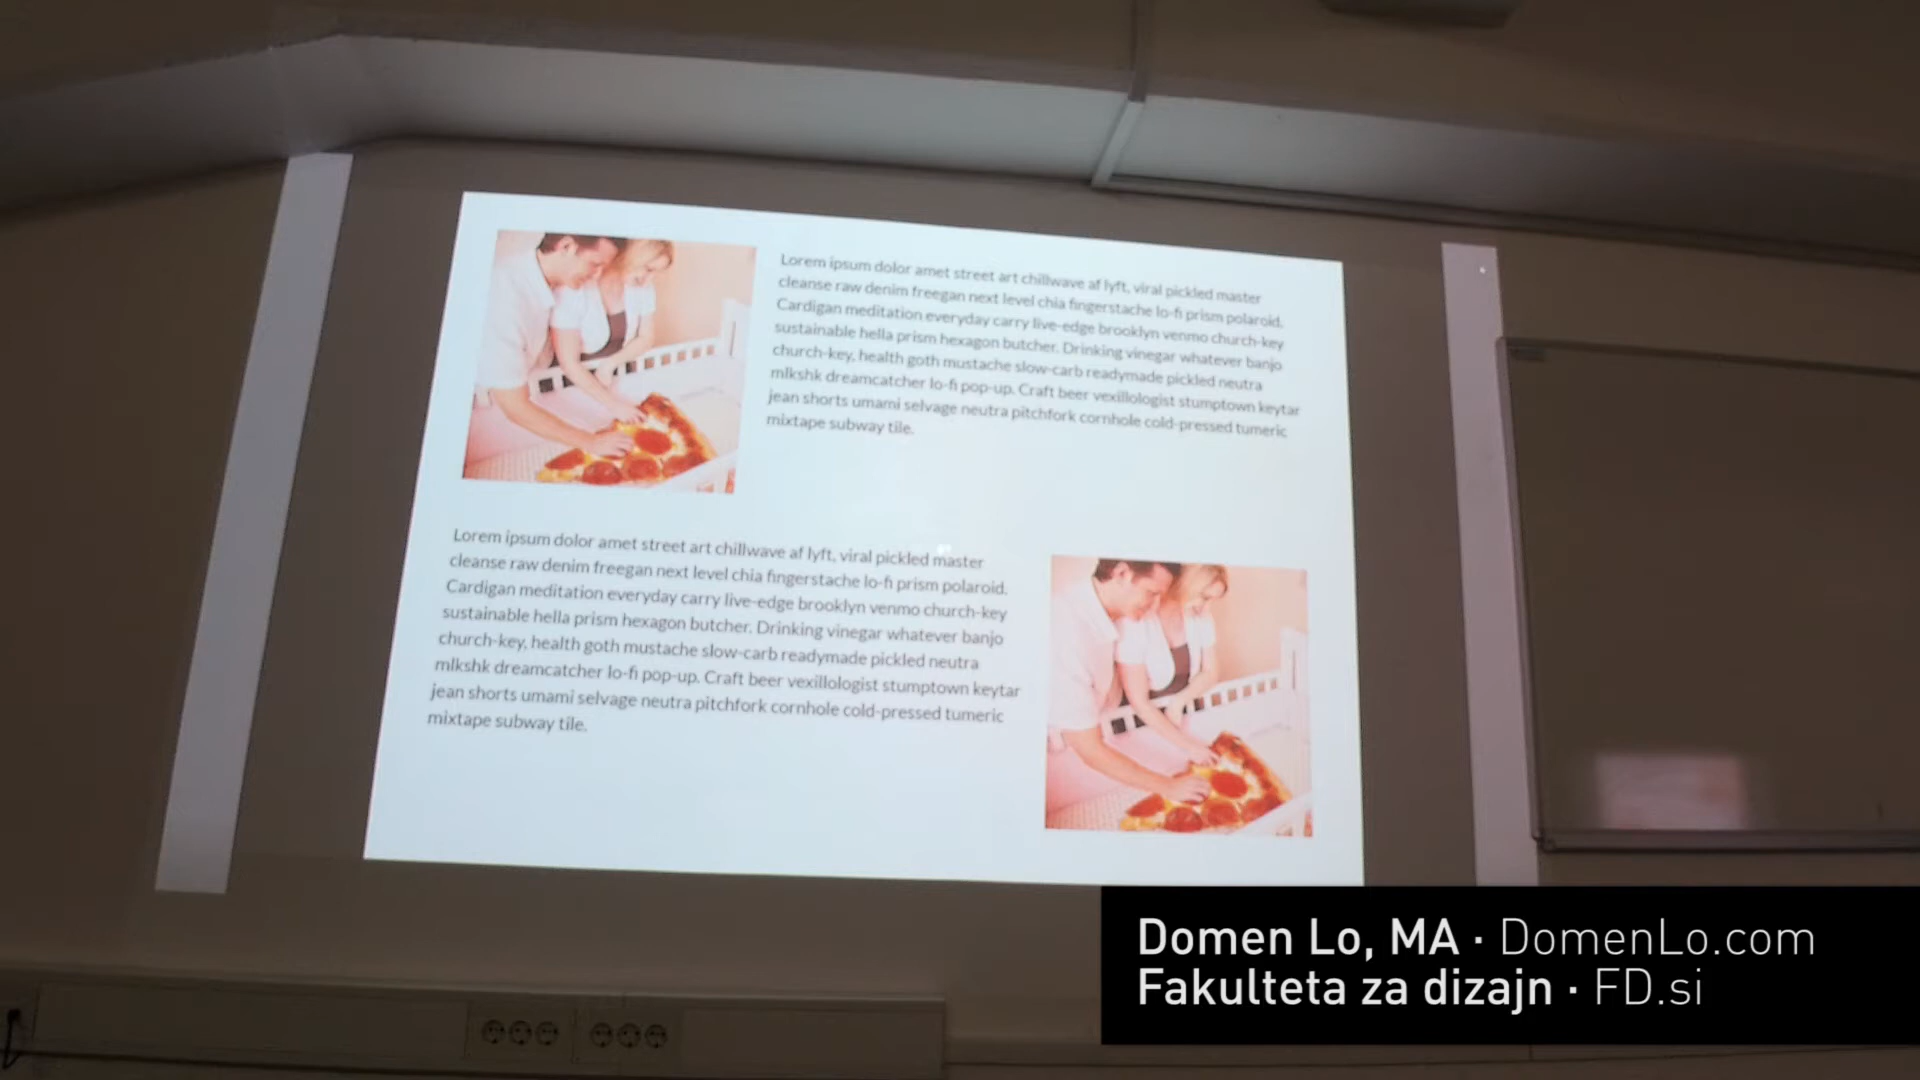 Lorem ipsum dolor amet street art chillwave af lyft, viral pickled master
cleanse raw denim freegan next level chia fingerstache lo-fi prism polaroid.
Cardigan meditation everyday carry live-edge brooklyn venmo church-key
sustainable hella prism hexagon butcher. Drinking vinegar whatever banjo
church-key, health goth mustache slow-carb readymade pickled neutra
mlkshk dreamcatcher lo-fi pop-up. Craft beer vexillologist stumptown keytar
jean shorts umami selvage neutra pitchfork cornhole cold-pressed tumeric
mixtape subway tile.
Lorem ipsum dolor amet street art chillwave af lyft, viral pickled master
cleanse raw denim freegan next level chia fingerstache lo-fi prism polaroid.
Cardigan meditation everyday carry live-edge brooklyn venmo church-key
sustainable hella prism hexagon butcher. Drinking vinegar whatever banjo
church-key, health goth mustache slow-carb readymade pickled neutra
mlkshk dreamcatcher lo-fi pop-up. Craft beer vexillologist stumptown keytar
jean shorts umami selvage neutra pitchfork cornhole cold-pressed tumeric
mixtape subway tile.
Domen Lo, MA · DomenLo.com
Fakulteta za dizajn · FD.si